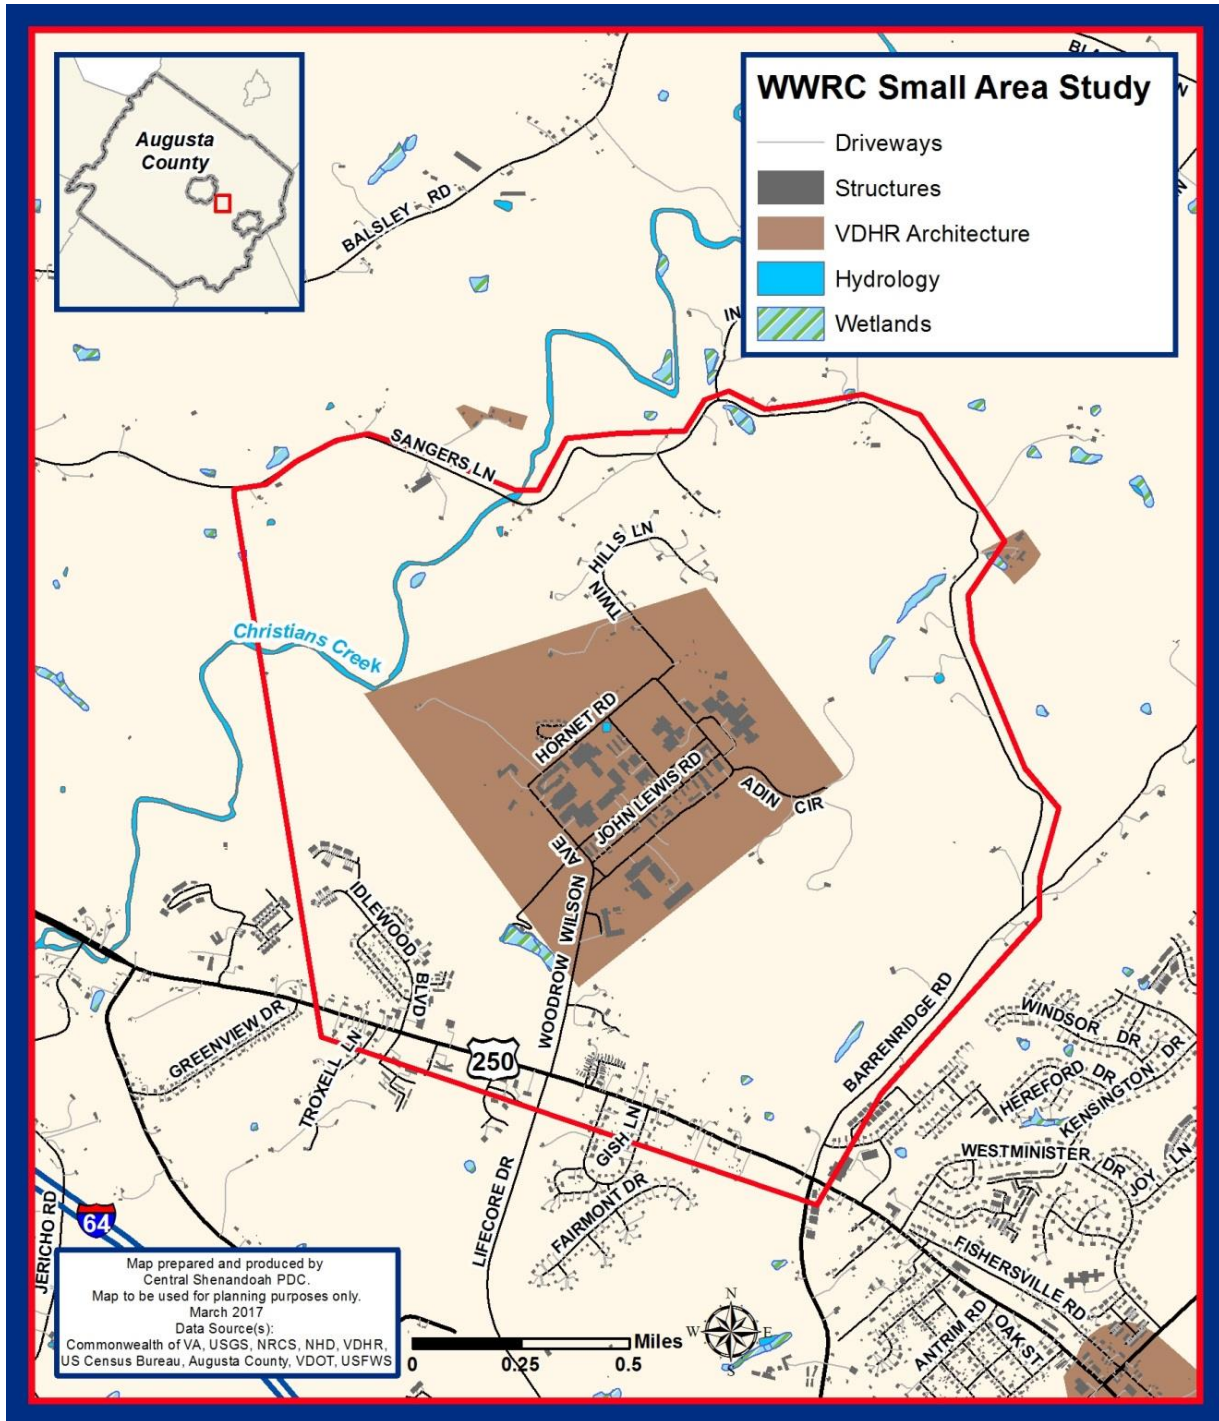 WWRC Small Area Study
Driveways
Structures
VDHR Architecture
Hydrology
Wetlands
Augusta
County
BALSLEY RD
SANGERS LN
TWIN HILLS LN
Christians Creek
HORNET RD
JOHN LEWIS RD
ADIN CIR
WOODROW WILSON AVE
IDLEWOOD BLVD
GREENVIEW DR
TROXELL LN
250
BARRENRIDGE RD
WINDSOR DR
HEREFORD DR
KENSINGTON DR
WESTMINISTER DR
JOY LN
GISH LN
FAIRMONT DR
LIFECORE DR
FISHERSVILLE RD
ANTRIM RD
OAK ST
JERICHO RD
64
Map prepared and produced by
Central Shenandoah PDC.
Map to be used for planning purposes only.
March 2017
Data Source(s):
Commonwealth of VA, USGS, NRCS, NHD, VDHR,
US Census Bureau, Augusta County, VDOT, USFWS
0 0.25 0.5 Miles
N
W E
S